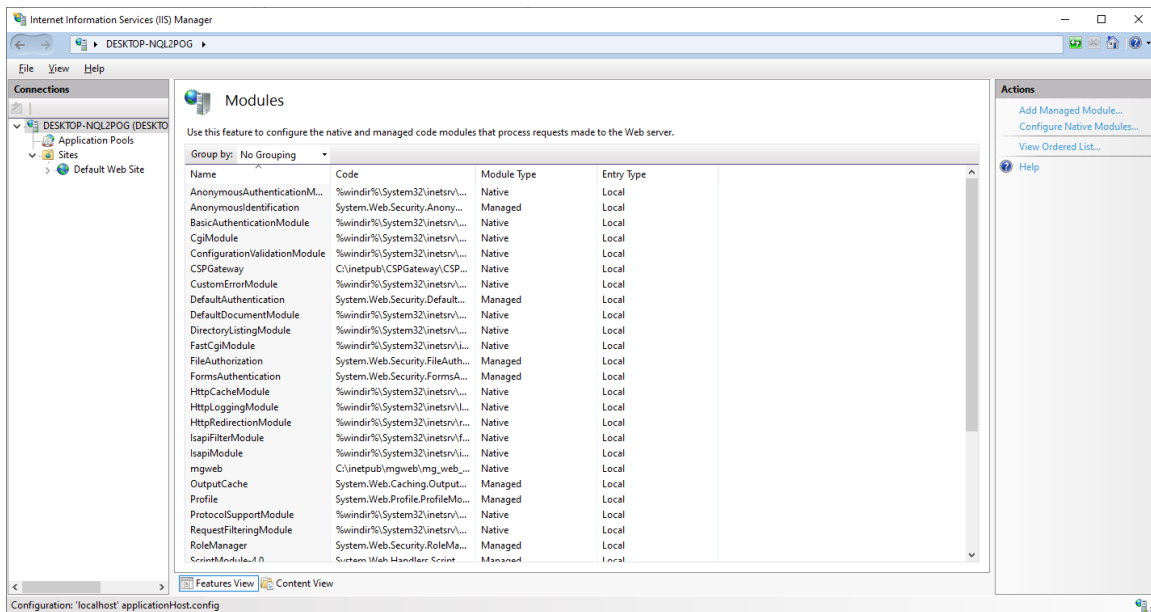 Internet Information Services (IIS) Manager
DESKTOP-NQL2POG
File View Help
Connections
DESKTOP-NQL2POG (DESKTO
Application Pools
Sites
Default Web Site
Modules
Use this feature to configure the native and managed code modules that process requests made to the Web server.
Group by: No Grouping
Name Code Module Type Entry Type
AnonymousAuthenticationM... %windir%\System32\inetsrv\... Native Local
AnonymousIdentification System.Web.Security.Anony... Managed Local
BasicAuthenticationModule %windir%\System32\inetsrv\... Native Local
CgiModule %windir%\System32\inetsrv\... Native Local
ConfigurationValidationModule %windir%\System32\inetsrv\... Native Local
CSPGateway C:\inetpub\CSPGateway\CSP... Native Local
CustomErrorModule %windir%\System32\inetsrv\... Native Local
DefaultAuthentication System.Web.Security.Default... Managed Local
DefaultDocumentModule %windir%\System32\inetsrv\... Native Local
DirectoryListingModule %windir%\System32\inetsrv\... Native Local
FastCgiModule %windir%\System32\inetsrv\i... Native Local
FileAuthorization System.Web.Security.FileAuth... Managed Local
FormsAuthentication System.Web.Security.FormsA... Managed Local
HttpCacheModule %windir%\System32\inetsrv\... Native Local
HttpLoggingModule %windir%\System32\inetsrv\l... Native Local
HttpRedirectionModule %windir%\System32\inetsrv\r... Native Local
IsapiFilterModule %windir%\System32\inetsrv\f... Native Local
IsapiModule %windir%\System32\inetsrv\i... Native Local
mgweb C:\inetpub\mgweb\mg_web_... Native Local
OutputCache System.Web.Caching.Output... Managed Local
Profile System.Web.Profile.ProfileMo... Managed Local
ProtocolSupportModule %windir%\System32\inetsrv\... Native Local
RequestFilteringModule %windir%\System32\inetsrv\... Native Local
RoleManager System.Web.Security.RoleMa... Managed Local
ScriptModule-4.0 System.Web.Handlers.Script... Managed Local
Features View Content View
Actions
Add Managed Module...
Configure Native Modules...
View Ordered List...
Help
Configuration: 'localhost' applicationHost.config